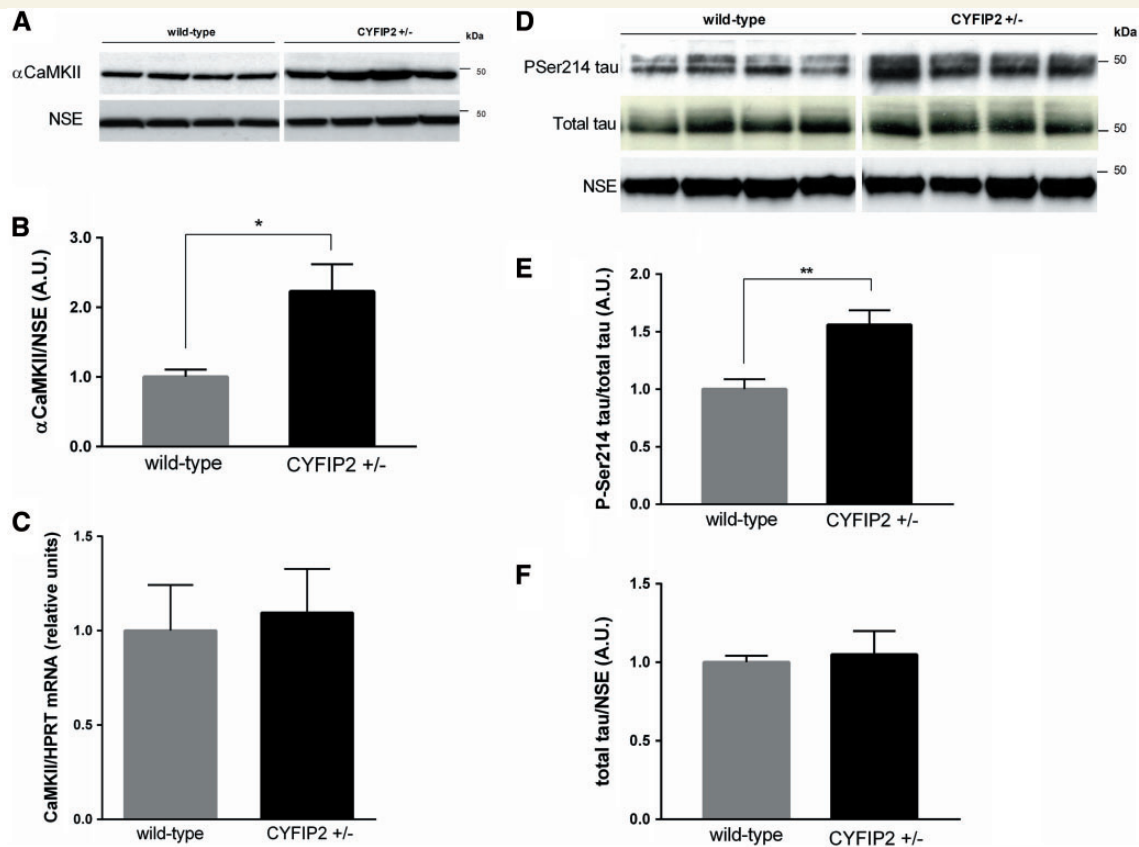 A
wild-type CYFIP2 +/- kDa
αCaMKII 50
NSE 50
B
αCaMKII/NSE (A.U.)
3.0
2.0
1.0
0.0
*
wild-type CYFIP2 +/-
C
CaMKII/HPRT mRNA (relative units)
1.5
1.0
0.5
0.0
wild-type CYFIP2 +/-
D
wild-type CYFIP2 +/- kDa
PSer214 tau 50
Total tau 50
NSE 50
E
P-Ser214 tau/total tau (A.U.)
2.0
1.5
1.0
0.5
0.0
**
wild-type CYFIP2 +/-
F
total tau/NSE (A.U.)
1.5
1.0
0.5
0.0
wild-type CYFIP2 +/-